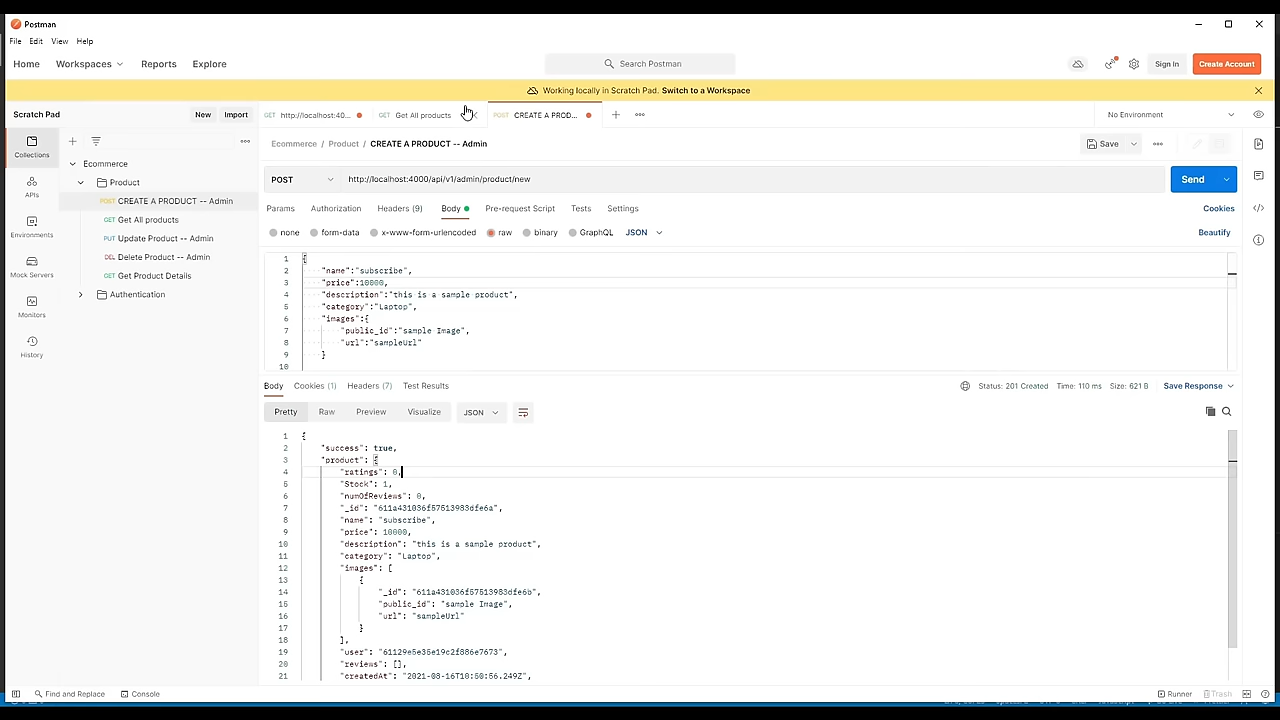 Postman
File Edit View Help
Home Workspaces Reports Explore Search Postman Sign In Create Account
Working locally in Scratch Pad. Switch to a Workspace
Scratch Pad New Import GET http://localhost:40... GET Get All products POST CREATE A PROD... No Environment
Collections
APIs
Environments
Mock Servers
Monitors
History
Ecommerce
Product
POST CREATE A PRODUCT -- Admin
GET Get All products
PUT Update Product -- Admin
DEL Delete Product -- Admin
GET Get Product Details
Authentication
Ecommerce / Product / CREATE A PRODUCT -- Admin Save
POST http://localhost:4000/api/v1/admin/product/new Send
Params Authorization Headers (9) Body Pre-request Script Tests Settings Cookies
none form-data x-www-form-urlencoded raw binary GraphQL JSON Beautify
1 {
2 "name":"subscribe",
3 "price":10000,
4 "description":"this is a sample product",
5 "category":"Laptop",
6 "images":{
7 "public_id":"sample Image",
8 "url":"sampleUrl"
9 }
10
Body Cookies (1) Headers (7) Test Results Status: 201 Created Time: 110 ms Size: 621 B Save Response
Pretty Raw Preview Visualize JSON
1 {
2 "success": true,
3 "product": {
4 "ratings": 0,
5 "Stock": 1,
6 "numOfReviews": 0,
7 "_id": "611a431036f57513983dfe6a",
8 "name": "subscribe",
9 "price": 10000,
10 "description": "this is a sample product",
11 "category": "Laptop",
12 "images": [
13 {
14 "_id": "611a431036f57513983dfe6b",
15 "public_id": "sample Image",
16 "url": "sampleUrl"
17 }
18 ],
19 "user": "61129e5e35e19c2f886e7673",
20 "reviews": [],
21 "createdAt": "2021-08-16T10:50:56.249Z",
Find and Replace Console Runner Trash